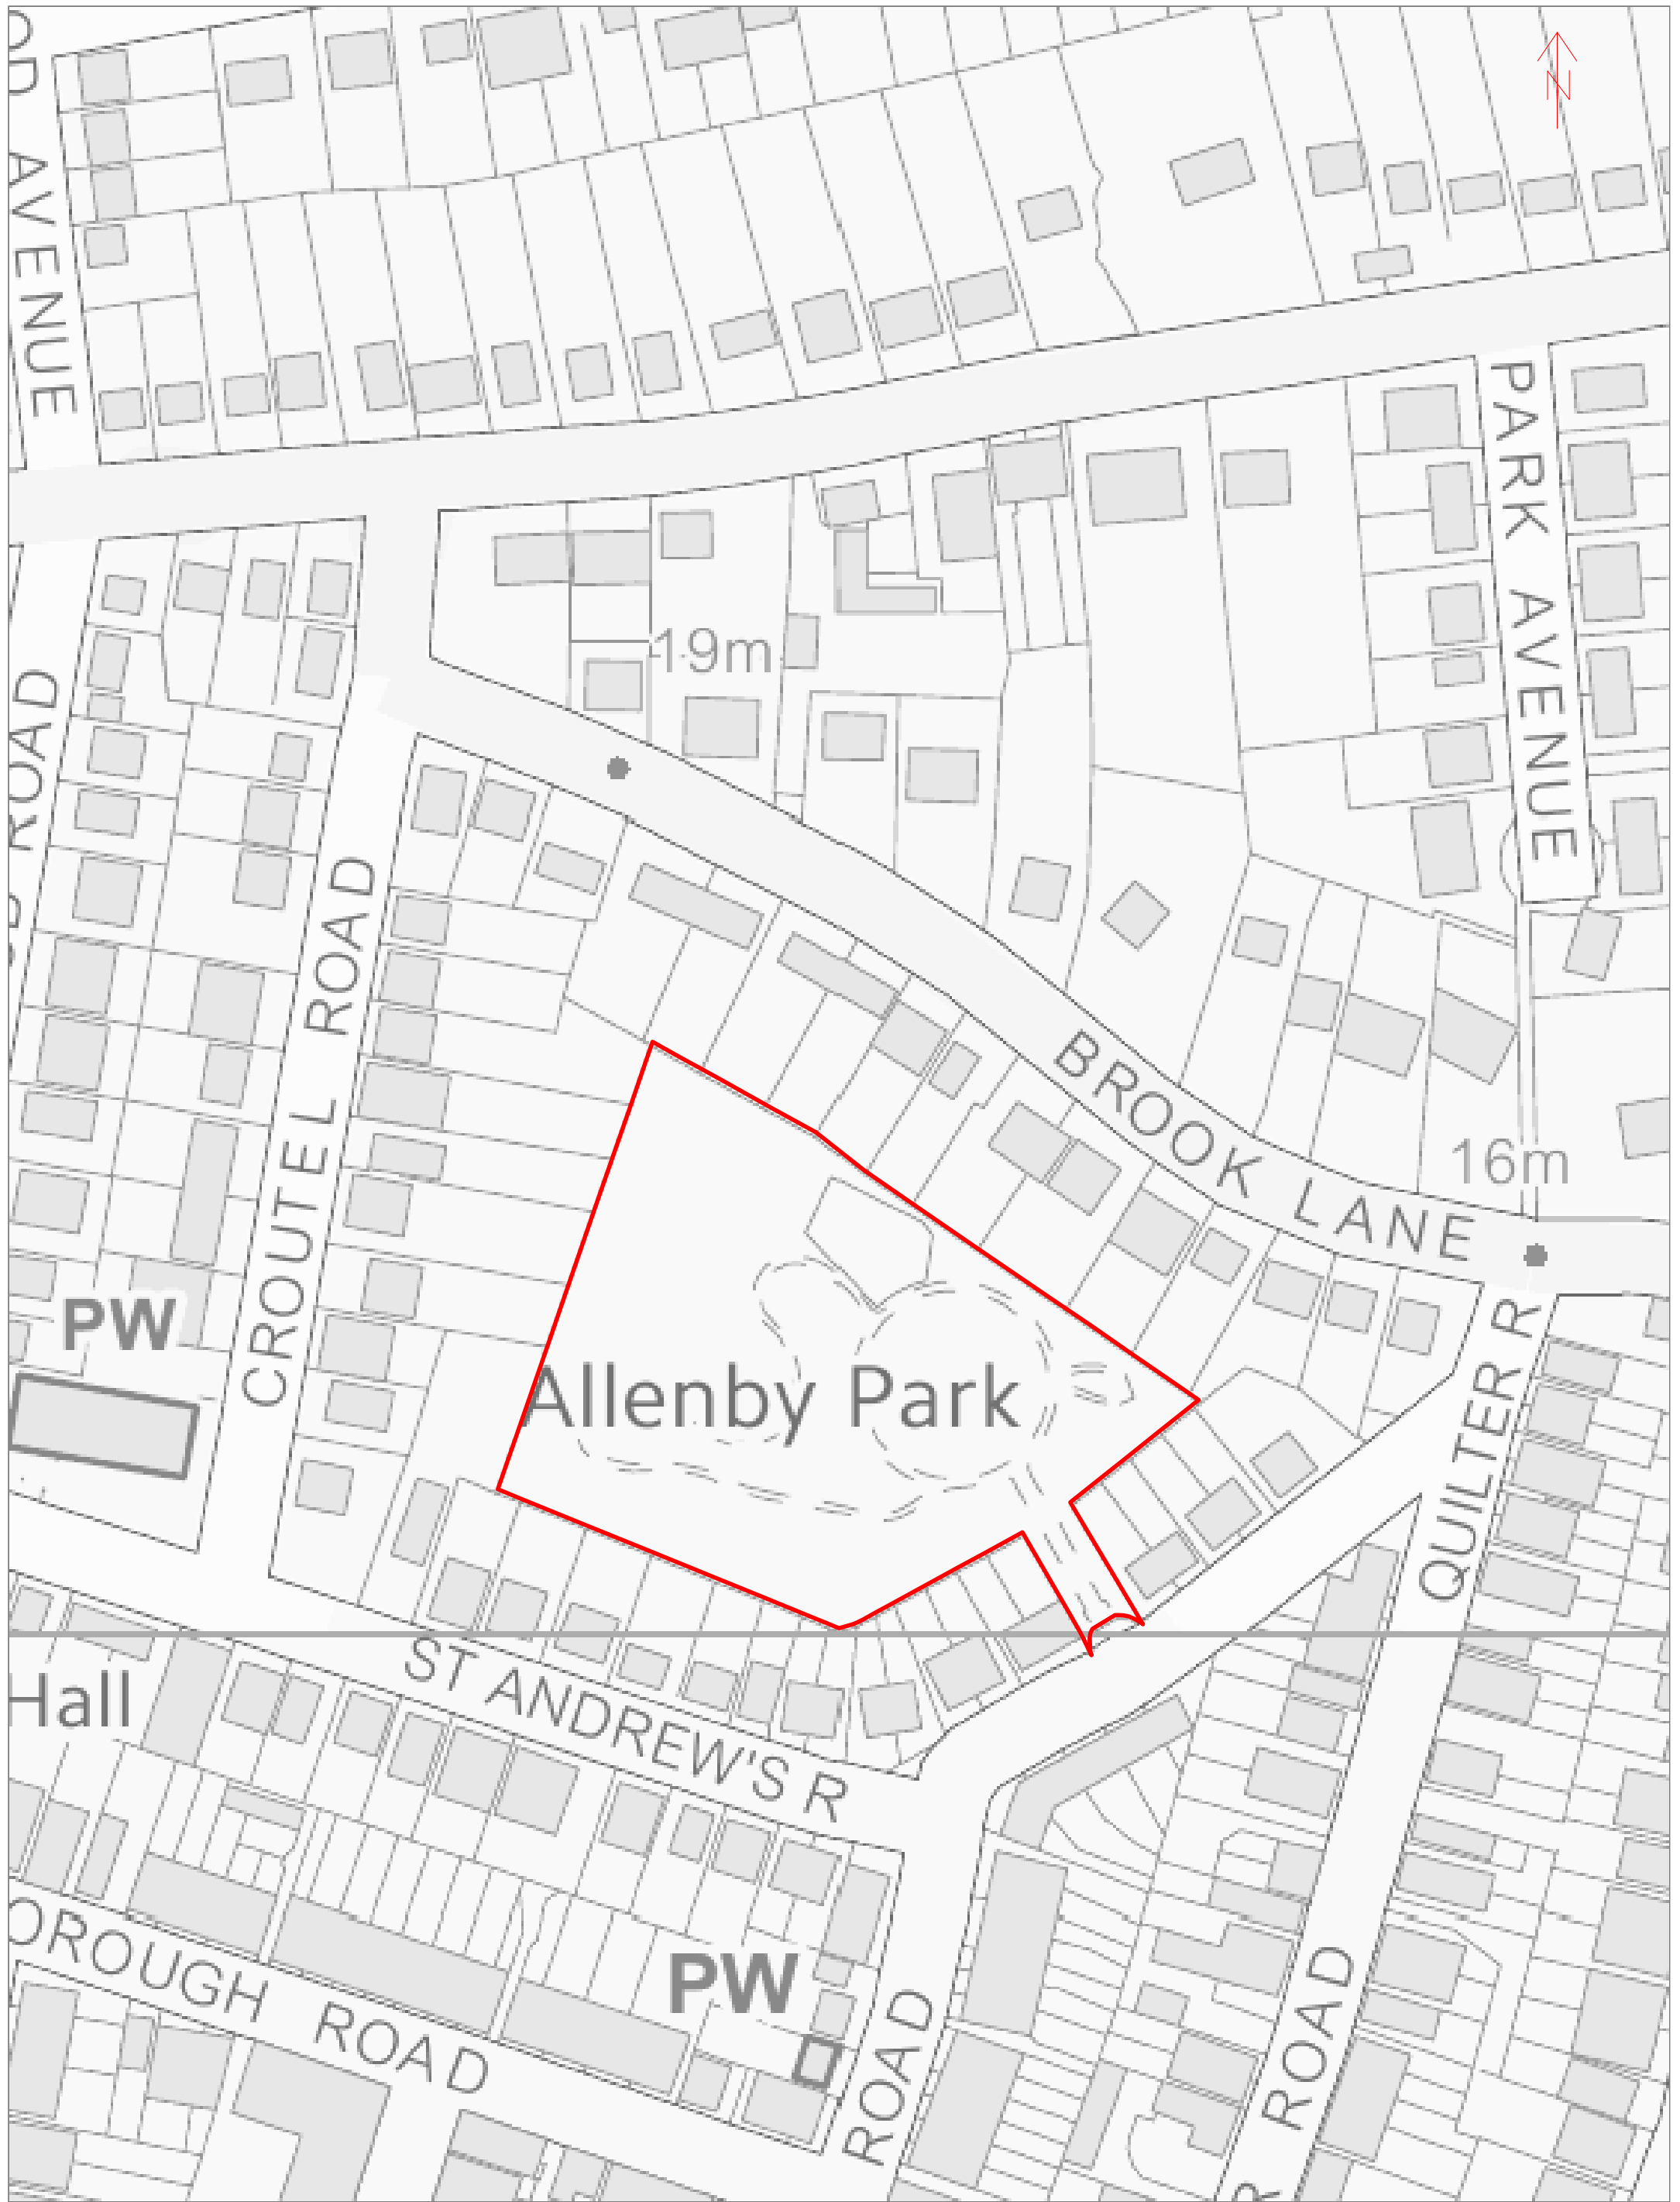 N
AVENUE
PARK AVENUE
19m
ROAD
CROUTEL ROAD
BROOK LANE
16m
PW
Allenby Park
QUILTER R
ST ANDREW'S R
Hall
PW
OROUGH ROAD
ROAD
ROAD
R